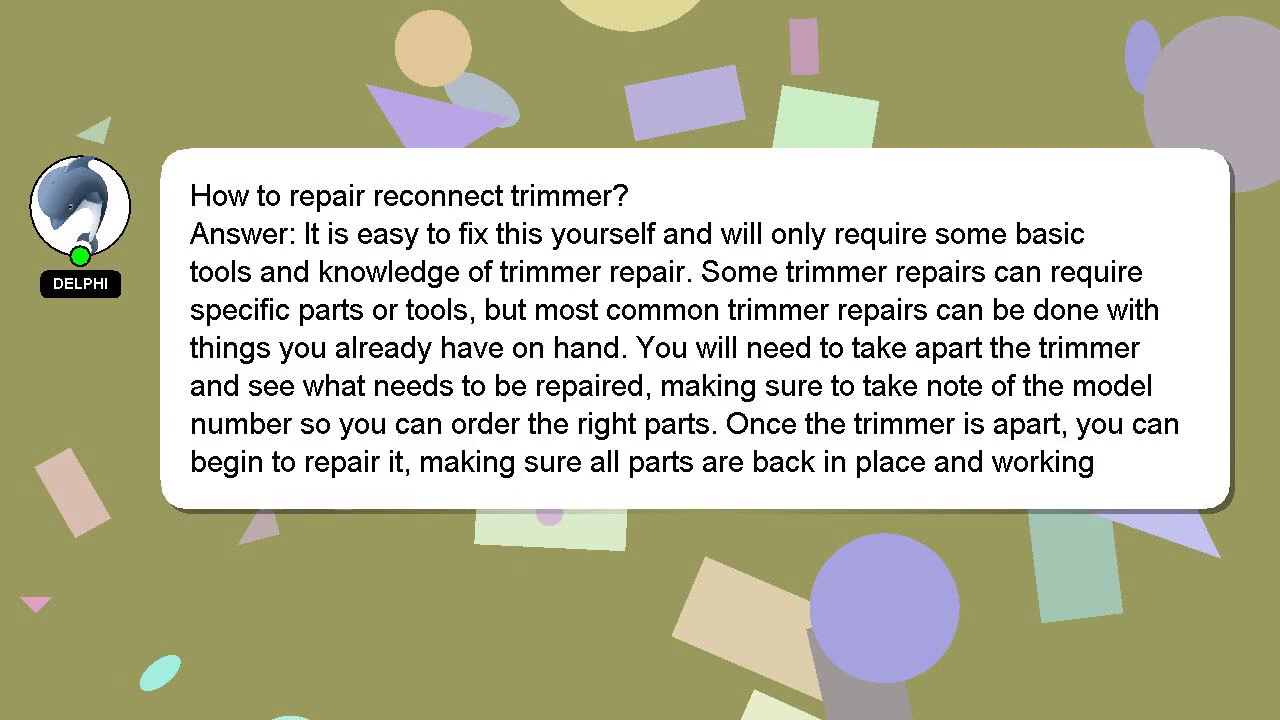 DELPHI
How to repair reconnect trimmer?
Answer: It is easy to fix this yourself and will only require some basic
tools and knowledge of trimmer repair. Some trimmer repairs can require
specific parts or tools, but most common trimmer repairs can be done with
things you already have on hand. You will need to take apart the trimmer
and see what needs to be repaired, making sure to take note of the model
number so you can order the right parts. Once the trimmer is apart, you can
begin to repair it, making sure all parts are back in place and working